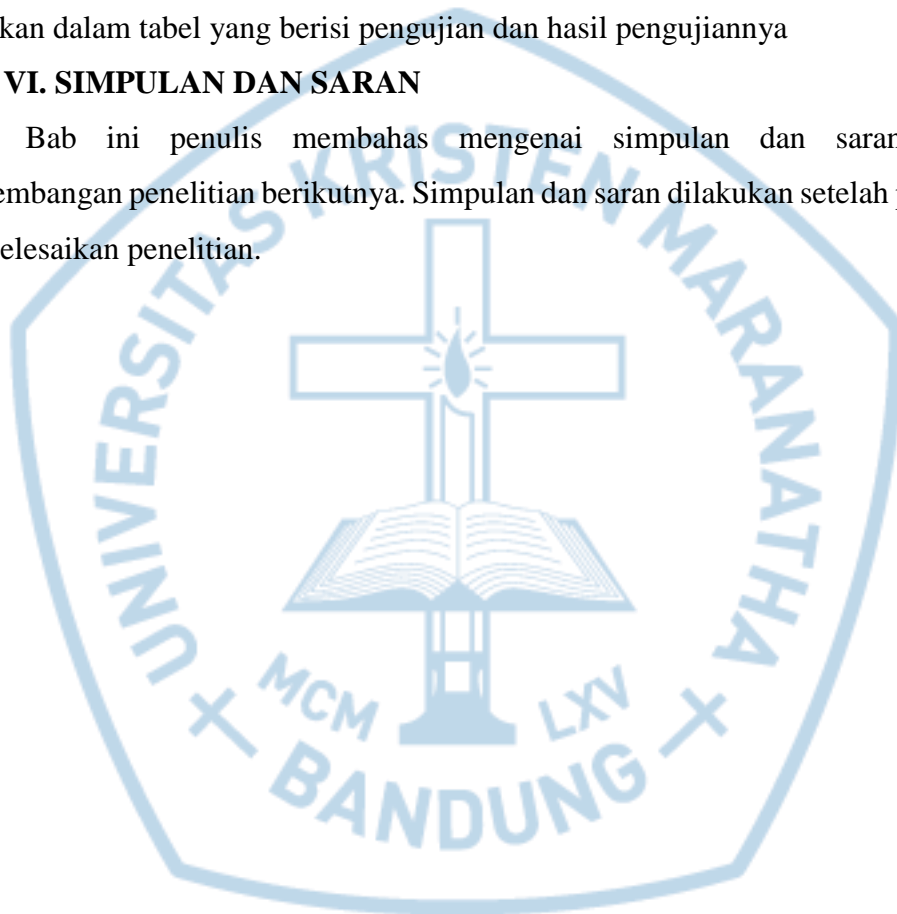 kan dalam tabel yang berisi pengujian dan hasil pengujiannya
VI. SIMPULAN DAN SARAN
Bab ini penulis membahas mengenai simpulan dan saran
embangan penelitian berikutnya. Simpulan dan saran dilakukan setelah
elesaikan penelitian.
UNIVERSITAS KRISTEN MARANATHA
MCM LXV
BANDUNG